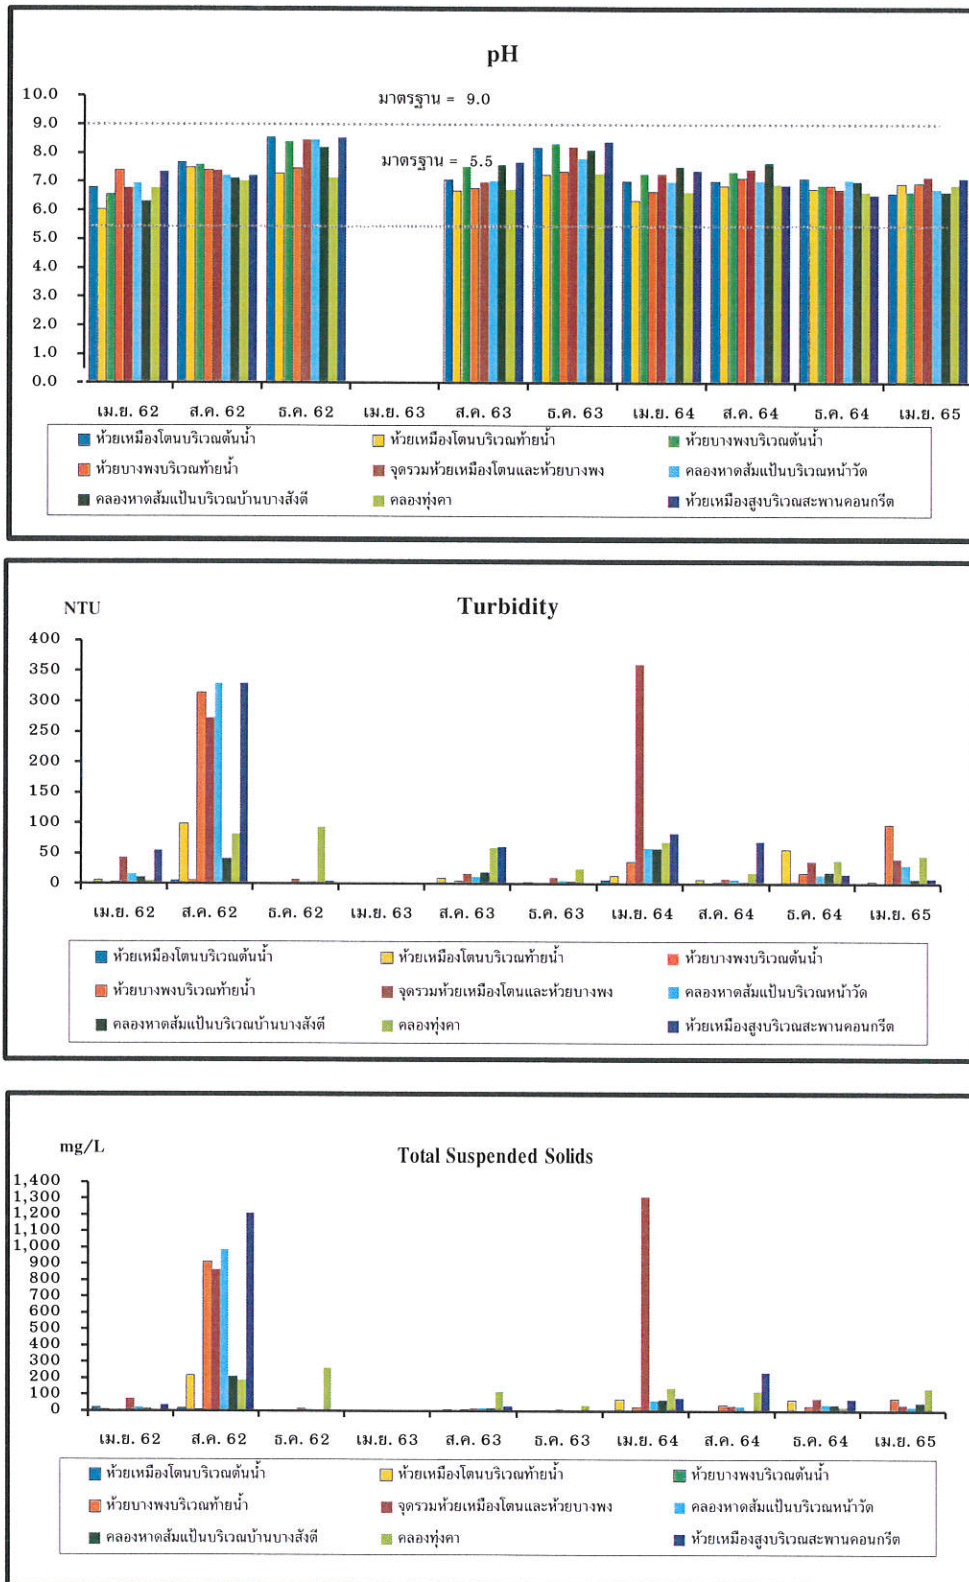 pH
มาตรฐาน = 9.0
มาตรฐาน = 5.5
10.0
9.0
8.0
7.0
6.0
5.0
4.0
3.0
2.0
1.0
0.0
เม.ย. 62 ส.ค. 62 ธ.ค. 62 เม.ย. 63 ส.ค. 63 ธ.ค. 63 เม.ย. 64 ส.ค. 64 ธ.ค. 64 เม.ย. 65
ห้วยเหมืองโตนบริเวณต้นน้ำ ห้วยเหมืองโตนบริเวณท้ายน้ำ ห้วยบางพงบริเวณต้นน้ำ
ห้วยบางพงบริเวณท้ายน้ำ จุดรวมห้วยเหมืองโตนและห้วยบางพง คลองหาดส้มแป้นบริเวณหน้าวัด
คลองหาดส้มแป้นบริเวณบ้านบางสังตี คลองทุ่งคา ห้วยเหมืองสูงบริเวณสะพานคอนกรีต
NTU
Turbidity
400
350
300
250
200
150
100
50
0
เม.ย. 62 ส.ค. 62 ธ.ค. 62 เม.ย. 63 ส.ค. 63 ธ.ค. 63 เม.ย. 64 ส.ค. 64 ธ.ค. 64 เม.ย. 65
ห้วยเหมืองโตนบริเวณต้นน้ำ ห้วยเหมืองโตนบริเวณท้ายน้ำ ห้วยบางพงบริเวณต้นน้ำ
ห้วยบางพงบริเวณท้ายน้ำ จุดรวมห้วยเหมืองโตนและห้วยบางพง คลองหาดส้มแป้นบริเวณหน้าวัด
คลองหาดส้มแป้นบริเวณบ้านบางสังตี คลองทุ่งคา ห้วยเหมืองสูงบริเวณสะพานคอนกรีต
mg/L
Total Suspended Solids
1,400
1,300
1,200
1,100
1,000
900
800
700
600
500
400
300
200
100
0
เม.ย. 62 ส.ค. 62 ธ.ค. 62 เม.ย. 63 ส.ค. 63 ธ.ค. 63 เม.ย. 64 ส.ค. 64 ธ.ค. 64 เม.ย. 65
ห้วยเหมืองโตนบริเวณต้นน้ำ ห้วยเหมืองโตนบริเวณท้ายน้ำ ห้วยบางพงบริเวณต้นน้ำ
ห้วยบางพงบริเวณท้ายน้ำ จุดรวมห้วยเหมืองโตนและห้วยบางพง คลองหาดส้มแป้นบริเวณหน้าวัด
คลองหาดส้มแป้นบริเวณบ้านบางสังตี คลองทุ่งคา ห้วยเหมืองสูงบริเวณสะพานคอนกรีต